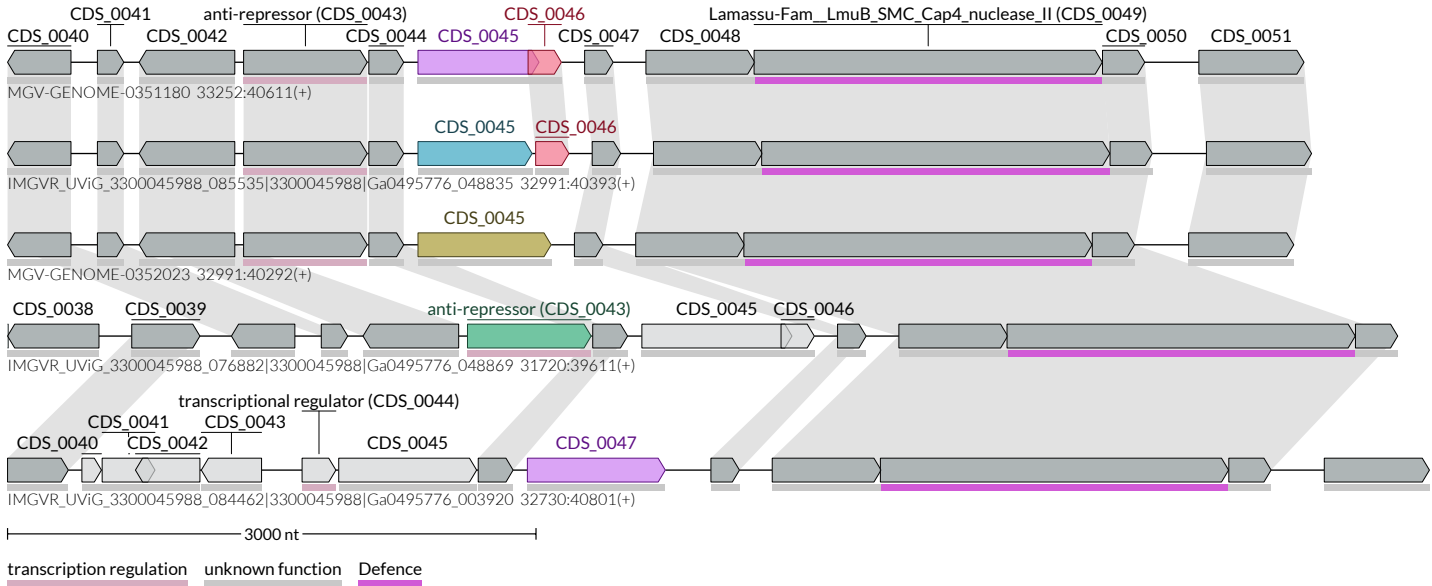 CDS_0041 anti-repressor (CDS_0043) CDS_0046 Lamassu-Fam__LmuB_SMC_Cap4_nuclease_II (CDS_0049)
CDS_0040 CDS_0042 CDS_0044 CDS_0045 CDS_0047 CDS_0048 CDS_0050 CDS_0051
MGV-GENOME-0351180 33252:40611(+)
CDS_0045 CDS_0046
IMGVR_UViG_3300045988_085535|3300045988|Ga0495776_048835 32991:40393(+)
CDS_0045
MGV-GENOME-0352023 32991:40292(+)
CDS_0038 CDS_0039 anti-repressor (CDS_0043) CDS_0045 CDS_0046
IMGVR_UViG_3300045988_076882|3300045988|Ga0495776_048869 31720:39611(+)
transcriptional regulator (CDS_0044)
CDS_0041 CDS_0043
CDS_0040 CDS_0042 CDS_0045 CDS_0047
IMGVR_UViG_3300045988_084462|3300045988|Ga0495776_003920 32730:40801(+)
3000 nt
transcription regulation unknown function Defence